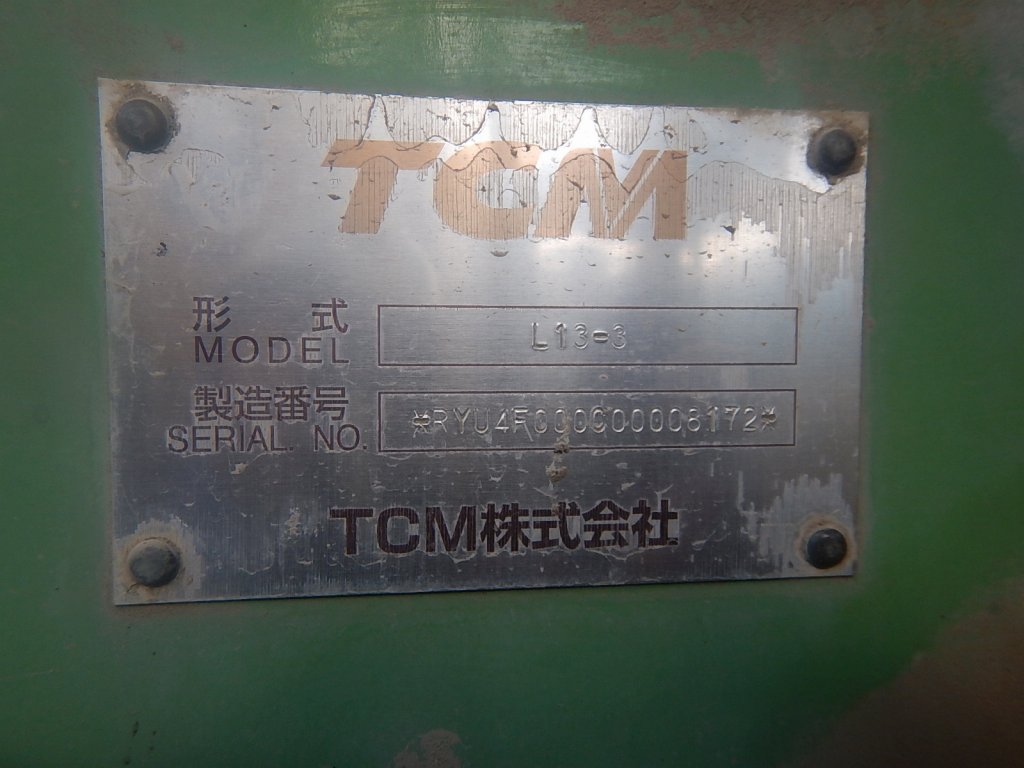 TCM
形 式
MODEL
L13-3
製造番号
SERIAL NO.
*RYU4F000C00008172*
TCM株式会社